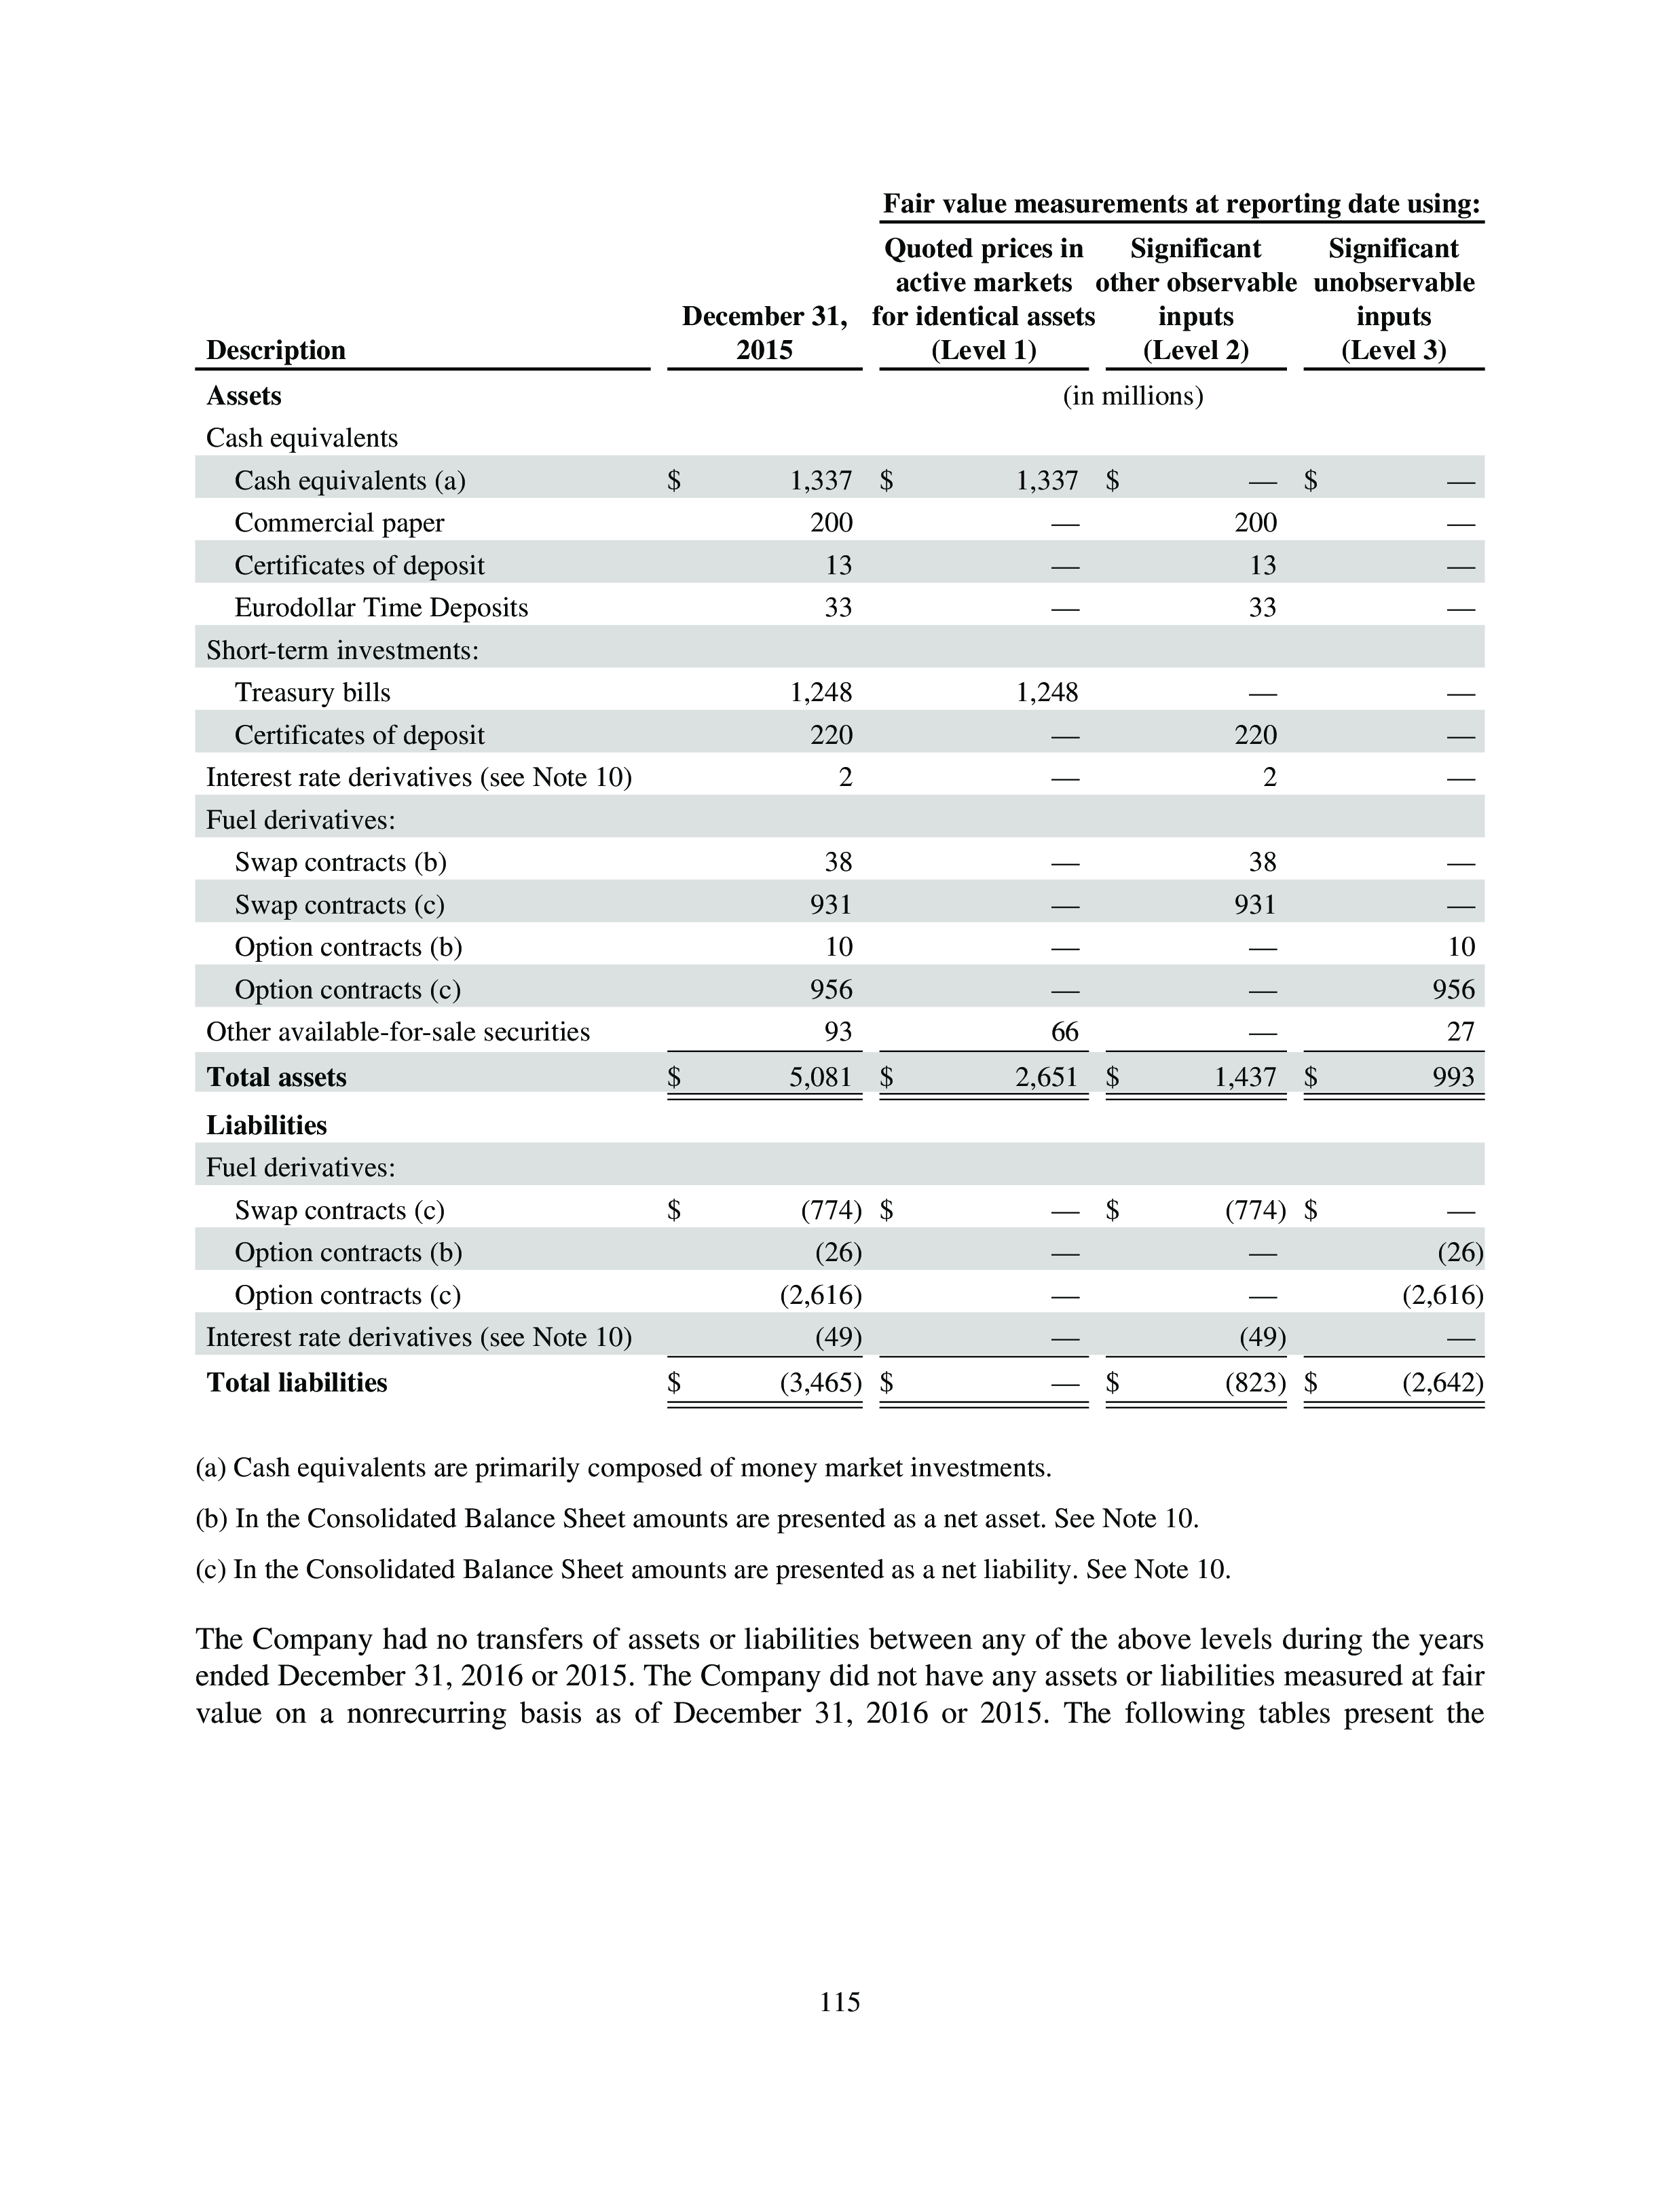 Fair value measurements at reporting date using:
Description December 31, 2015 Quoted prices in active markets for identical assets (Level 1) Significant other observable inputs (Level 2) Significant unobservable inputs (Level 3)
Assets (in millions)
Cash equivalents
Cash equivalents (a) $ 1,337 $ 1,337 $ — $ —
Commercial paper 200 — 200 —
Certificates of deposit 13 — 13 —
Eurodollar Time Deposits 33 — 33 —
Short-term investments:
Treasury bills 1,248 1,248 — —
Certificates of deposit 220 — 220 —
Interest rate derivatives (see Note 10) 2 — 2 —
Fuel derivatives:
Swap contracts (b) 38 — 38 —
Swap contracts (c) 931 — 931 —
Option contracts (b) 10 — — 10
Option contracts (c) 956 — — 956
Other available-for-sale securities 93 66 — 27
Total assets $ 5,081 $ 2,651 $ 1,437 $ 993
Liabilities
Fuel derivatives:
Swap contracts (c) $ (774) $ — $ (774) $ —
Option contracts (b) (26) — — (26)
Option contracts (c) (2,616) — — (2,616)
Interest rate derivatives (see Note 10) (49) — (49) —
Total liabilities $ (3,465) $ — $ (823) $ (2,642)
(a) Cash equivalents are primarily composed of money market investments.
(b) In the Consolidated Balance Sheet amounts are presented as a net asset. See Note 10.
(c) In the Consolidated Balance Sheet amounts are presented as a net liability. See Note 10.
The Company had no transfers of assets or liabilities between any of the above levels during the years
ended December 31, 2016 or 2015. The Company did not have any assets or liabilities measured at fair
value on a nonrecurring basis as of December 31, 2016 or 2015. The following tables present the
115